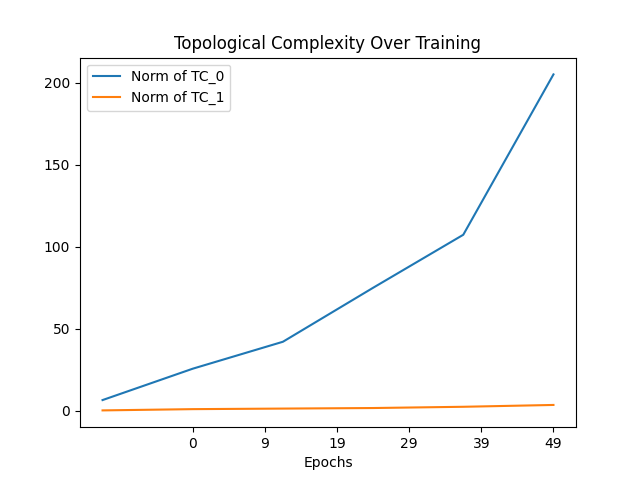 Topological Complexity Over Training
Norm of TC_0
Norm of TC_1
200
150
100
50
0
0 9 19 29 39 49
Epochs